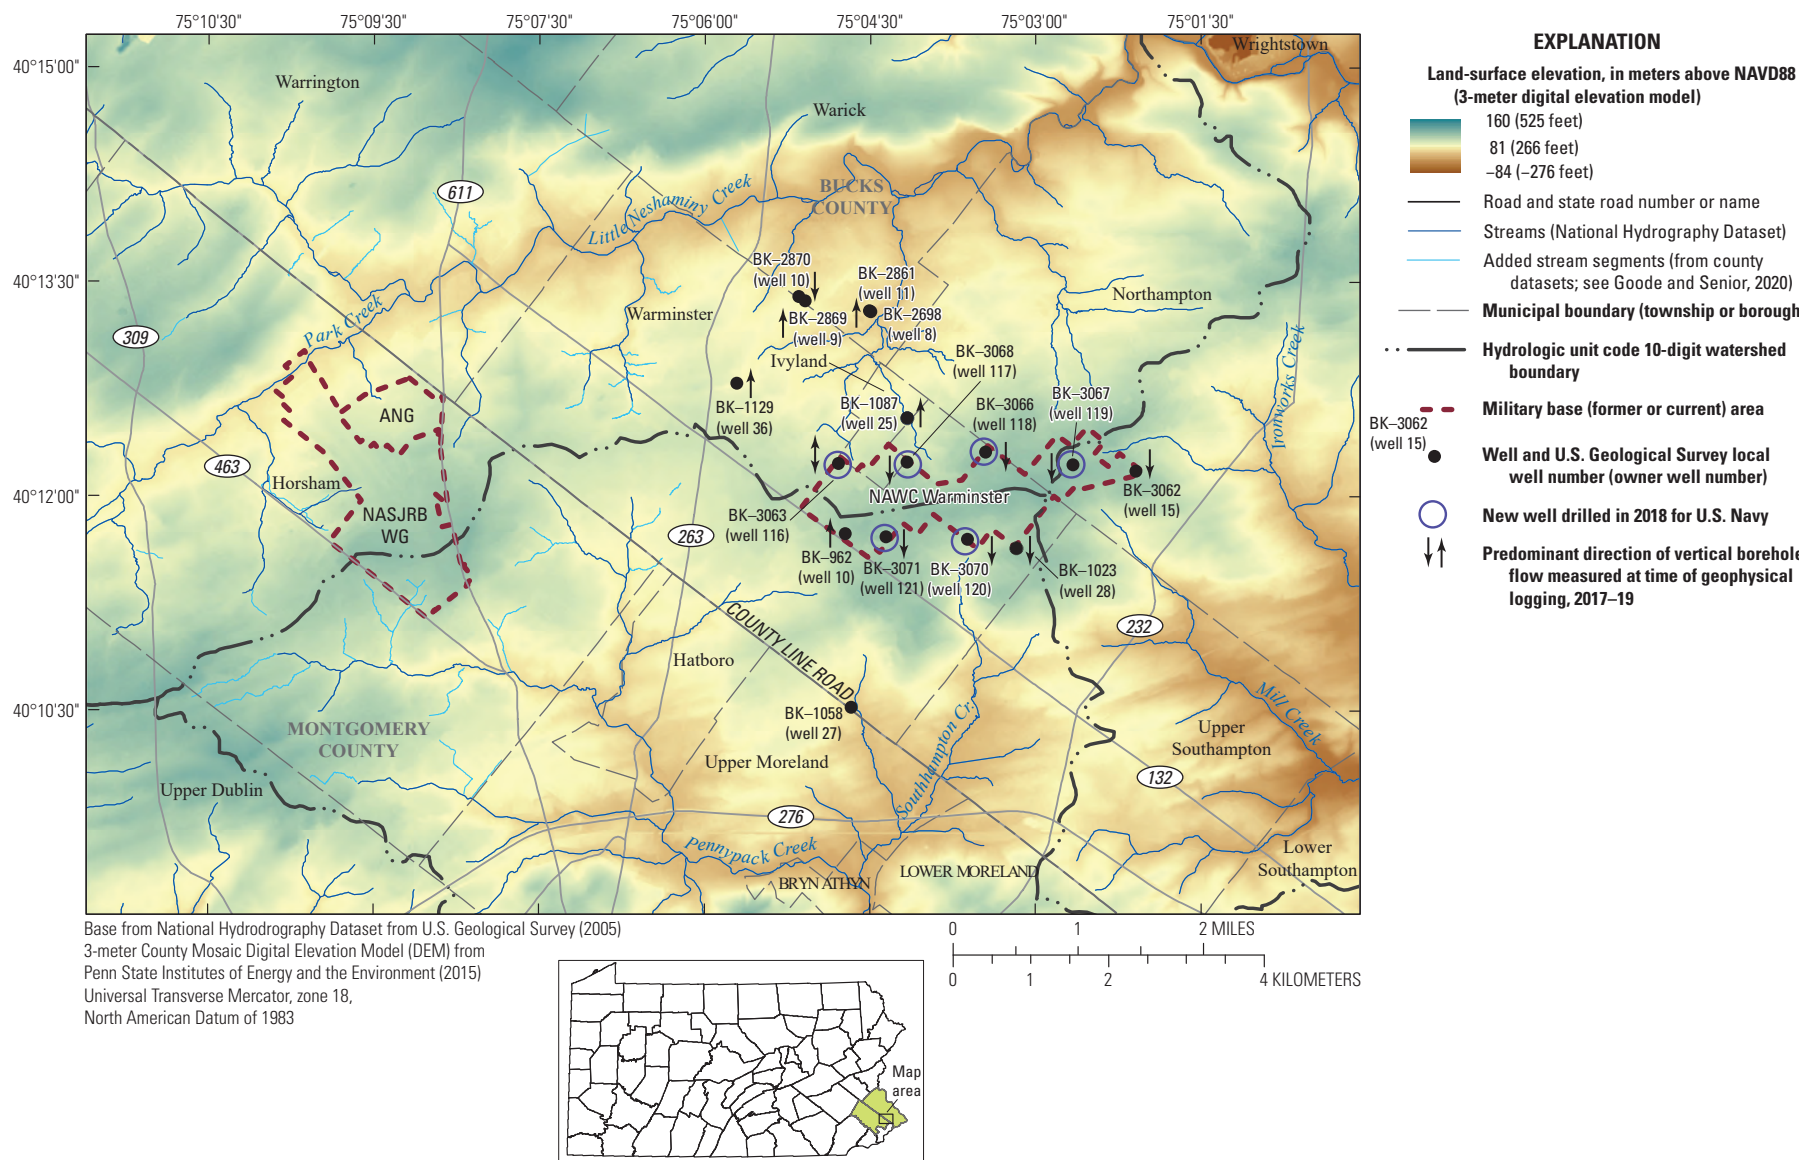 75°10'30"
75°09'30"
75°07'30"
75°06'00"
75°04'30"
75°03'00"
75°01'30"
40°15'00"
40°13'30"
40°12'00"
40°10'30"
Wrightstown
Warrington
Warick
611
BUCKS
COUNTY
Little Neshaminy Creek
BK–2870
(well 10)
BK–2861
(well 11)
Northampton
Warminster
BK–2869
(well 9)
BK–2698
(well 8)
Park Creek
309
Ivyland
BK–3068
(well 117)
Ironworks Creek
BK–3067
(well 119)
BK–1129
(well 36)
BK–1087
(well 25)
BK–3066
(well 118)
ANG
463
Horsham
NAWC Warminster
BK–3062
(well 15)
NASJRB
WG
BK–3063
(well 116)
263
BK–962
(well 10)
BK–3071
(well 121)
BK–3070
(well 120)
BK–1023
(well 28)
COUNTY LINE ROAD
232
Hatboro
BK–1058
(well 27)
Mill Creek
MONTGOMERY
COUNTY
Southhampton Cr.
Upper
Southampton
Upper Moreland
132
Upper Dublin
276
Pennypack Creek
Lower
Southampton
BRYN ATHYN
LOWER MORELAND
EXPLANATION
Land-surface elevation, in meters above NAVD88
(3-meter digital elevation model)
160 (525 feet)
81 (266 feet)
–84 (–276 feet)
Road and state road number or name
Streams (National Hydrography Dataset)
Added stream segments (from county
datasets; see Goode and Senior, 2020)
Municipal boundary (township or borough
Hydrologic unit code 10-digit watershed
boundary
Military base (former or current) area
BK–3062
(well 15)
Well and U.S. Geological Survey local
well number (owner well number)
New well drilled in 2018 for U.S. Navy
Predominant direction of vertical borehole
flow measured at time of geophysical
logging, 2017–19
Base from National Hydrodrography Dataset from U.S. Geological Survey (2005)
3-meter County Mosaic Digital Elevation Model (DEM) from
Penn State Institutes of Energy and the Environment (2015)
Universal Transverse Mercator, zone 18,
North American Datum of 1983
0 1 2 MILES
0 1 2 4 KILOMETERS
Map
area